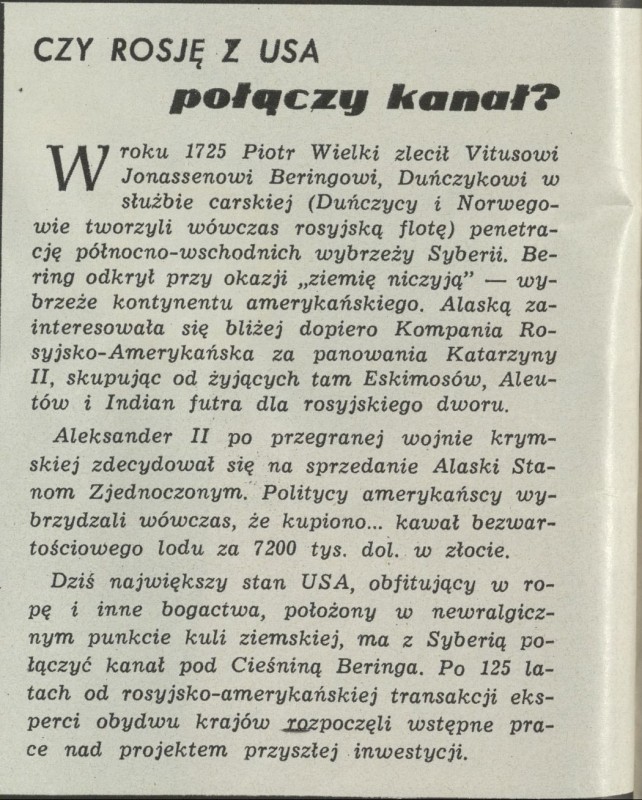 CZY ROSJĘ Z USA
połączy kanał?
W roku 1725 Piotr Wielki zlecił Vitusowi
Jonassenowi Beringowi, Duńczykowi w
służbie carskiej (Duńczycy i Norwego-
wie tworzyli wówczas rosyjską flotę) penetra-
cję północno-wschodnich wybrzeży Syberii. Be-
ring odkrył przy okazji „ziemię niczyją” — wy-
brzeże kontynentu amerykańskiego. Alaską za-
interesowała się bliżej dopiero Kompania Ro-
syjsko-Amerykańska za panowania Katarzyny
II, skupując od żyjących tam Eskimosów, Aleu-
tów i Indian futra dla rosyjskiego dworu.
Aleksander II po przegranej wojnie krym-
skiej zdecydował się na sprzedanie Alaski Sta-
nom Zjednoczonym. Politycy amerykańscy wy-
brzydzali wówczas, że kupiono... kawał bezwar-
tościowego lodu za 7200 tys. dol. w złocie.
Dziś największy stan USA, obfitujący w ro-
pę i inne bogactwa, położony w newralgicz-
nym punkcie kuli ziemskiej, ma z Syberią po-
łączyć kanał pod Cieśniną Beringa. Po 125 la-
tach od rosyjsko-amerykańskiej transakcji eks-
perci obydwu krajów rozpoczęli wstępne pra-
ce nad projektem przyszłej inwestycji.